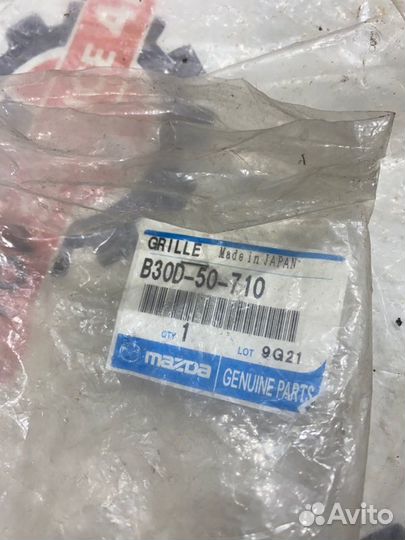 GRILLE Made in JAPAN
B30D-50-710
QTY 1 LOT 9G21
mazda GENUINE PARTS
Avito